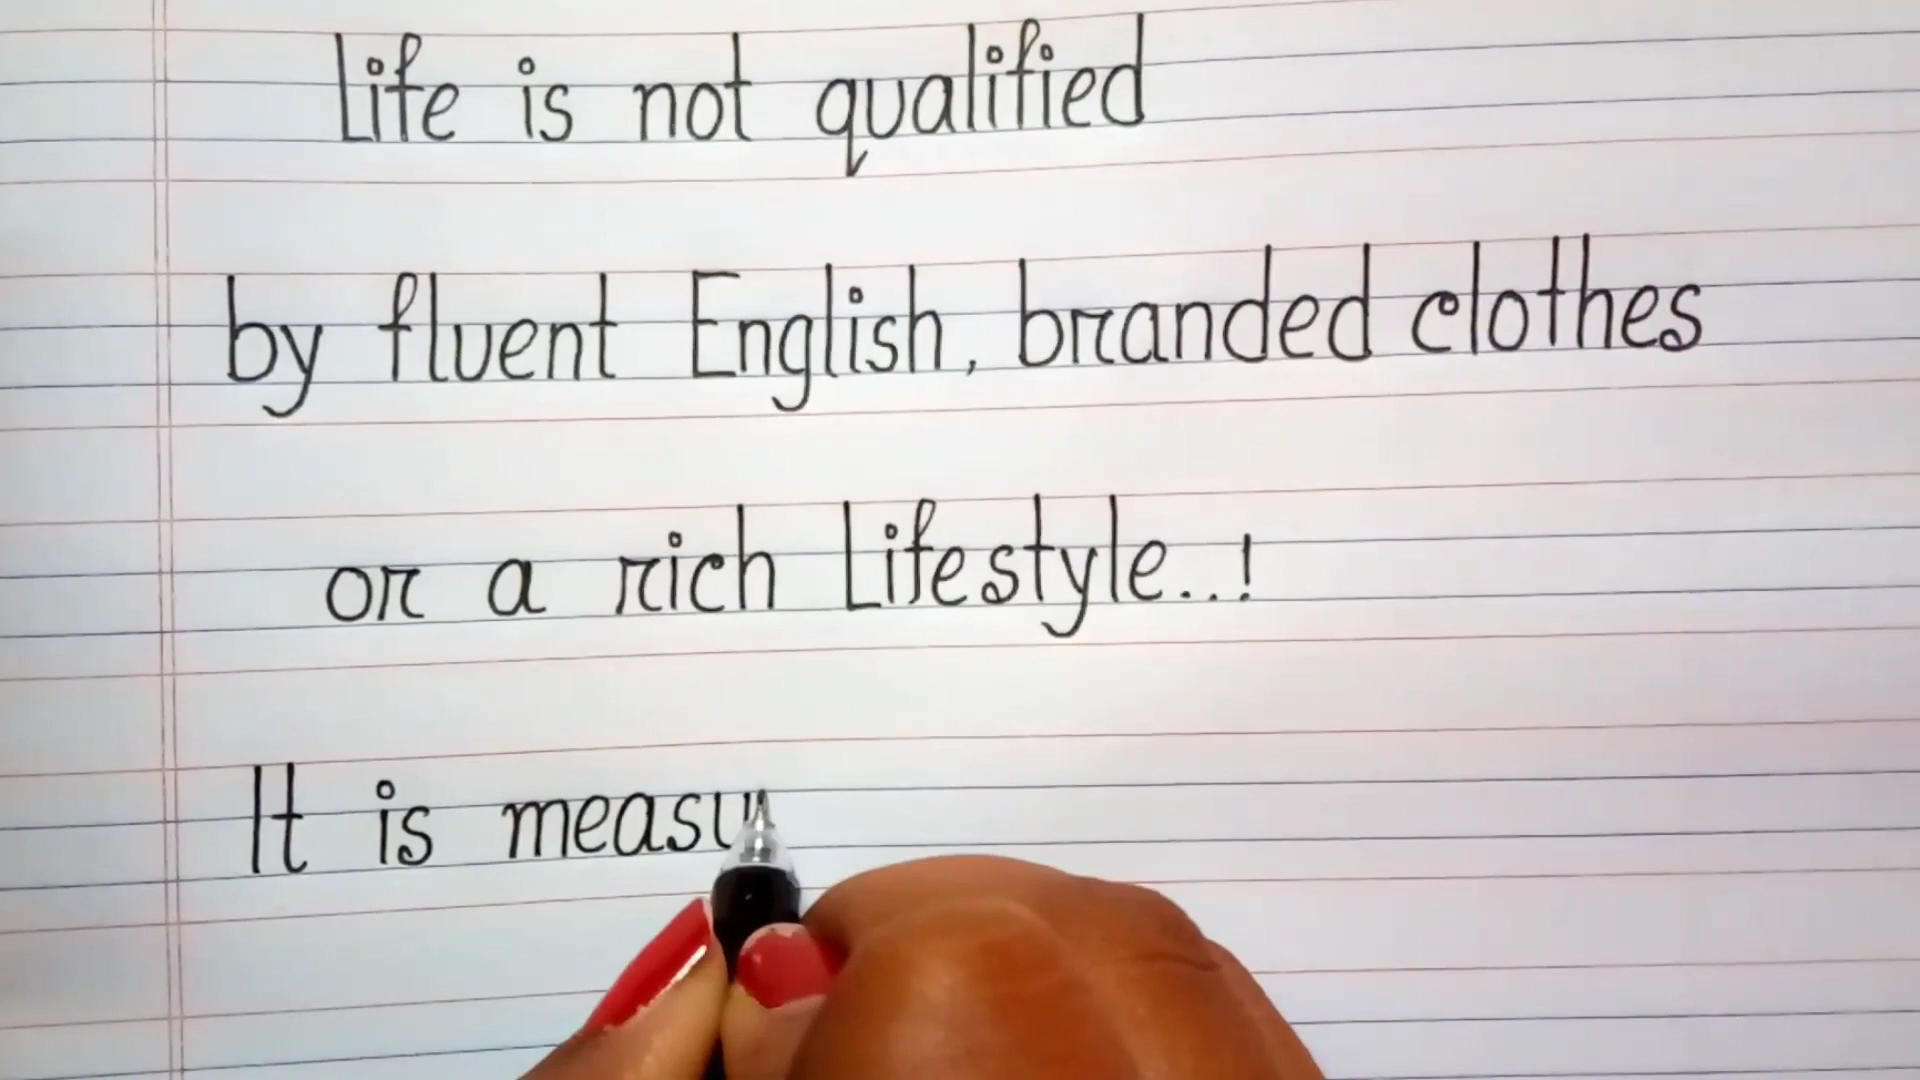 Life is not qualified
by fluent English, branded clothes
or a rich Lifestyle..!
It is measu